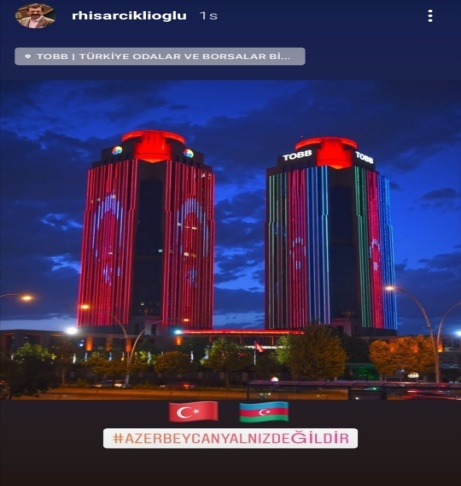 rhisarciklioglu 1s
TOBB | TÜRKİYE ODALAR VE BORSALAR Bİ...
TOBB TOBB
#AZERBEYCANYALNIZDEĞİLDİR